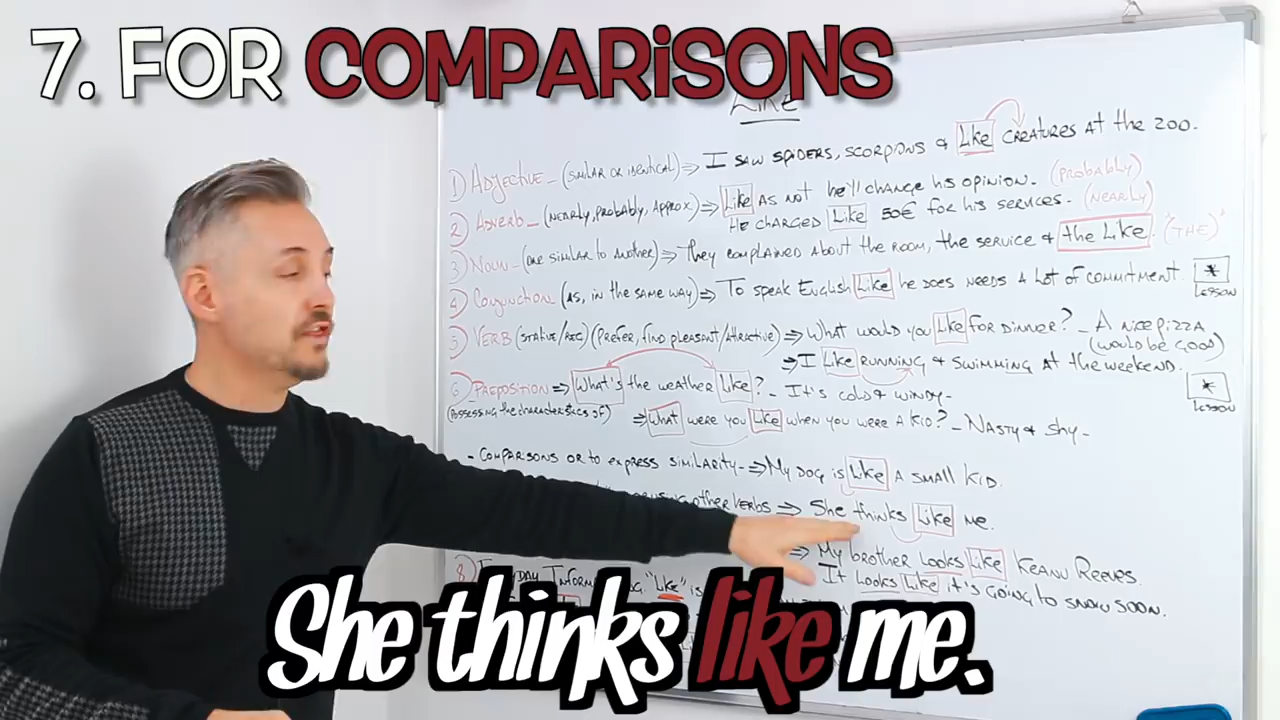 7. FOR COMPARISONS
LIKE
1) ADJECTIVE - (SIMILAR OR IDENTICAL) ⇒ I SAW SPIDERS, SCORPIONS & Like CREATURES AT the ZOO.
2) ADVERB - (NEARLY, PROBABLY, APPROX) ⇒ Like AS NOT he'll change his opinion. (PROBABLY)
He CHARGED Like 50€ for his services. (NEARLY)
3) NOUN - (ONE SIMILAR TO ANOTHER) ⇒ They complained about the room, the service & the Like. "(THE)"
4) CONJUNCTION (AS, IN the SAME WAY) ⇒ To speak English Like he does needs A lot of commitment. *
LESSON
5) VERB (STATIVE/REG) (PREFER, FIND PLEASANT/ATTRACTIVE) ⇒ What would you Like FOR DINNER? - A NICE PIZZA
(would be good)
⇒ I Like RUNNING & SWIMMING AT the weekend.
6) PREPOSITION ⇒ What's the weather Like? - It's cold & windy - *
LESSON
(POSSESSING the CHARACTERISTICS OF) ⇒ What were you Like when you were A KID? - NASTY & shy -
- COMPARISONS OR to EXPRESS SIMILARITY - ⇒ My DOG is Like A SMALL KID.
other VERBS ⇒ She thinks Like me.
⇒ My brother Looks Like KEANU REEVES.
It Looks Like it's GOING to SNOW SOON.
8) "Like" is
She thinks like me.